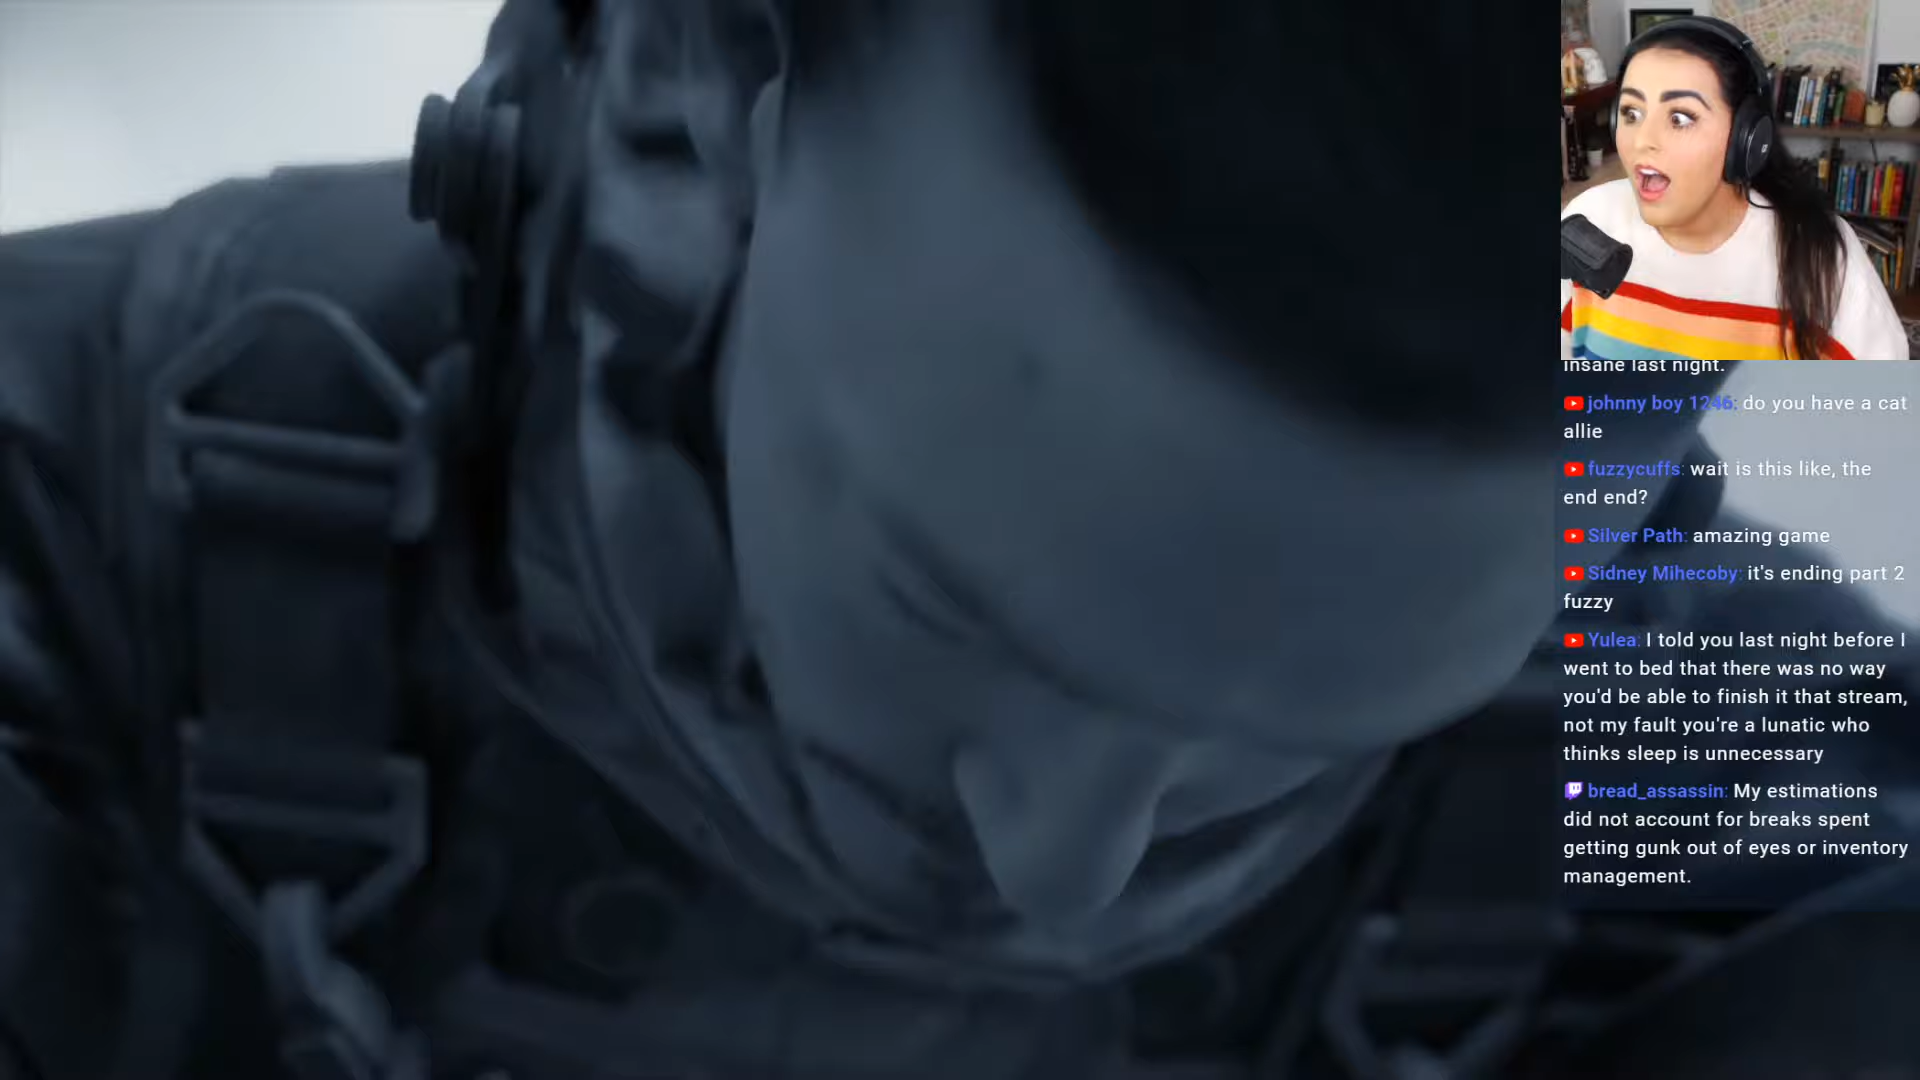 insane last night.
johnny boy 1246: do you have a cat
allie
fuzzycuffs: wait is this like, the
end end?
Silver Path: amazing game
Sidney Mihecoby: it's ending part 2
fuzzy
Yulea: I told you last night before I
went to bed that there was no way
you'd be able to finish it that stream,
not my fault you're a lunatic who
thinks sleep is unnecessary
bread_assassin: My estimations
did not account for breaks spent
getting gunk out of eyes or inventory
management.